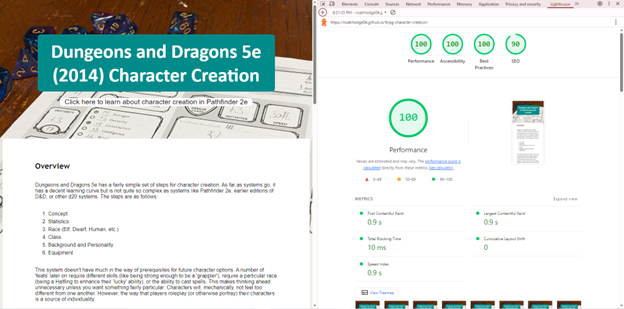 Dungeons and Dragons 5e
(2014) Character Creation
Click here to learn about character creation in Pathfinder 2e
Overview
Dungeons and Dragons 5e has a fairly simple set of steps for character creation. As far as systems go, it
has a decent learning curve but is not quite so complex as systems like Pathfinder 2e, earlier editions of
D&D, or other d20 systems. The steps are as follows:
1. Concept
2. Statistics
3. Race (Elf, Dwarf, Human, etc.)
4. Class
5. Background and Personality
6. Equipment
This system doesn't have much in the way of prerequisites for future character options. A number of
'feats' later on require different skills (like being strong enough to be a 'grappler'), require a particular race
(being a Halfling to enhance their 'lucky' ability), or the ability to cast spells. This makes thinking ahead
unnecessary unless you want something fairly particular. Characters will, mechanically, not feel too
different from one another. However, the way that players roleplay (or otherwise portray) their characters
is a source of individuality.
Elements Console Sources Network Performance Memory Application Privacy and security Lighthouse
100 100 100 90
Performance Accessibility Best Practices SEO
100
Performance
Values are estimated and may vary. The performance score is
calculated directly from these metrics. See calculator.
0–49 50–89 90–100
METRICS Expand view
First Contentful Paint Largest Contentful Paint
0.9 s 0.9 s
Total Blocking Time Cumulative Layout Shift
10 ms 0
Speed Index
0.9 s
View Treemap